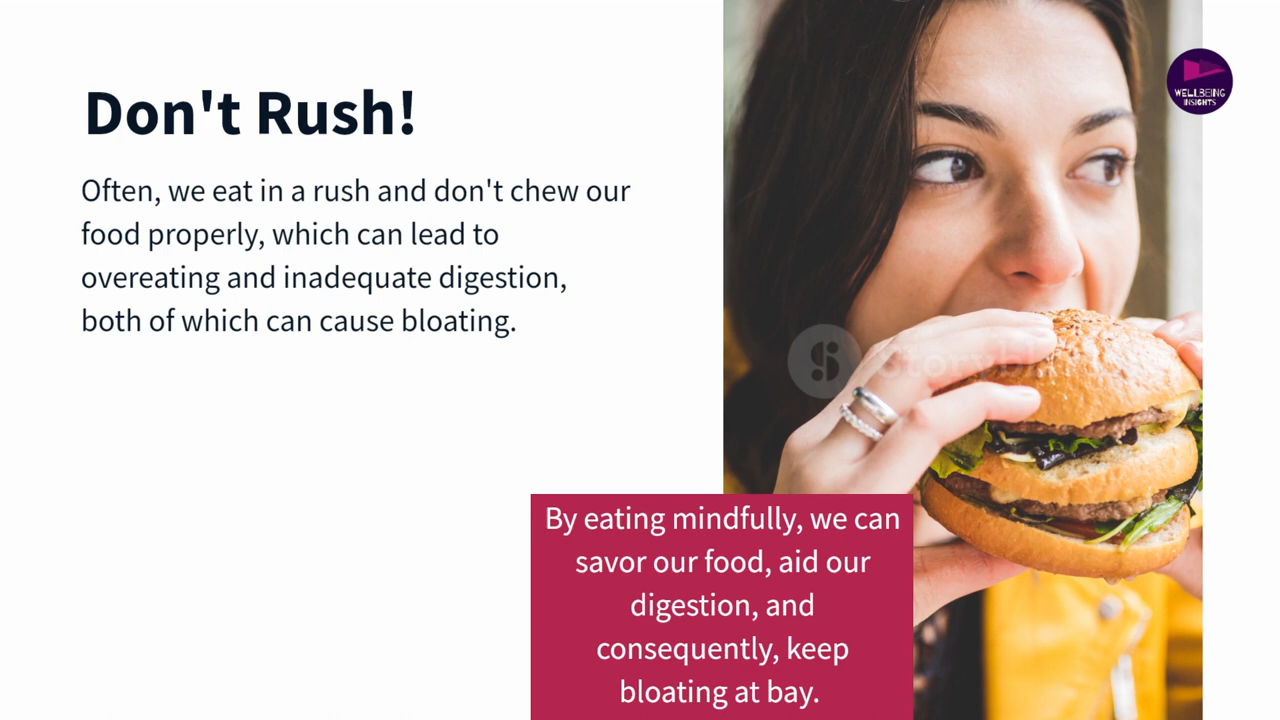 Don't Rush!
Often, we eat in a rush and don't chew our
food properly, which can lead to
overeating and inadequate digestion,
both of which can cause bloating.
WELLBEING
INSIGHTS
By eating mindfully, we can
savor our food, aid our
digestion, and
consequently, keep
bloating at bay.